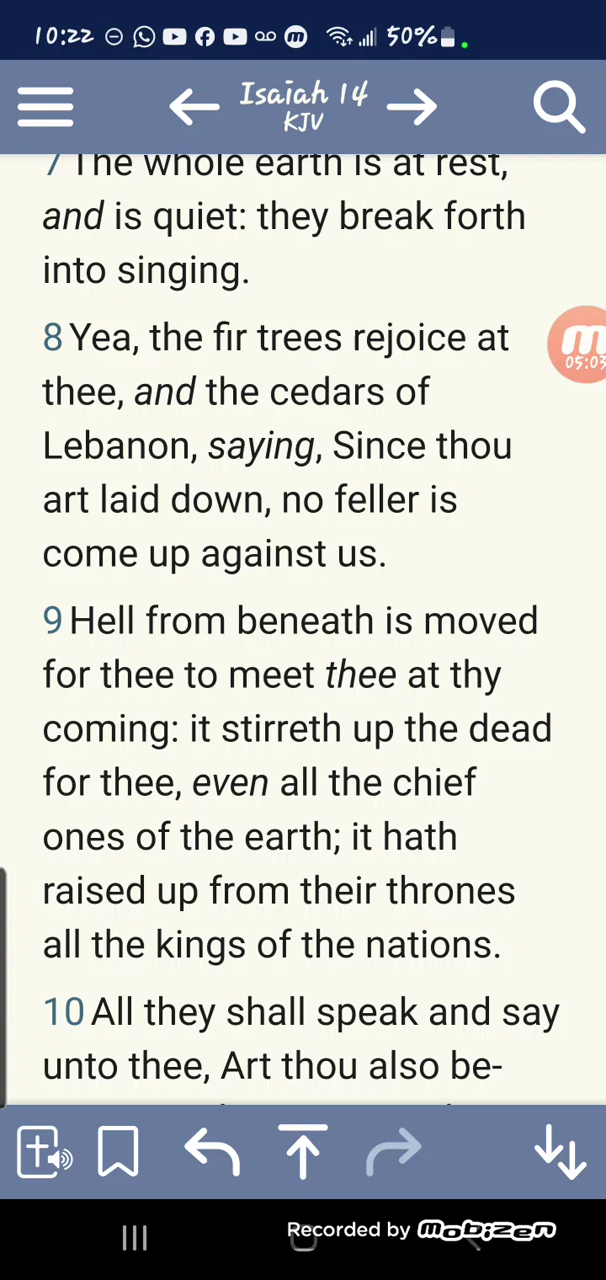 10:22 50%
Isaiah 14
KJV
7 The whole earth is at rest,
and is quiet: they break forth
into singing.
8 Yea, the fir trees rejoice at
thee, and the cedars of
Lebanon, saying, Since thou
art laid down, no feller is
come up against us.
9 Hell from beneath is moved
for thee to meet thee at thy
coming: it stirreth up the dead
for thee, even all the chief
ones of the earth; it hath
raised up from their thrones
all the kings of the nations.
10 All they shall speak and say
unto thee, Art thou also be-
m
05:03
Recorded by mobizen